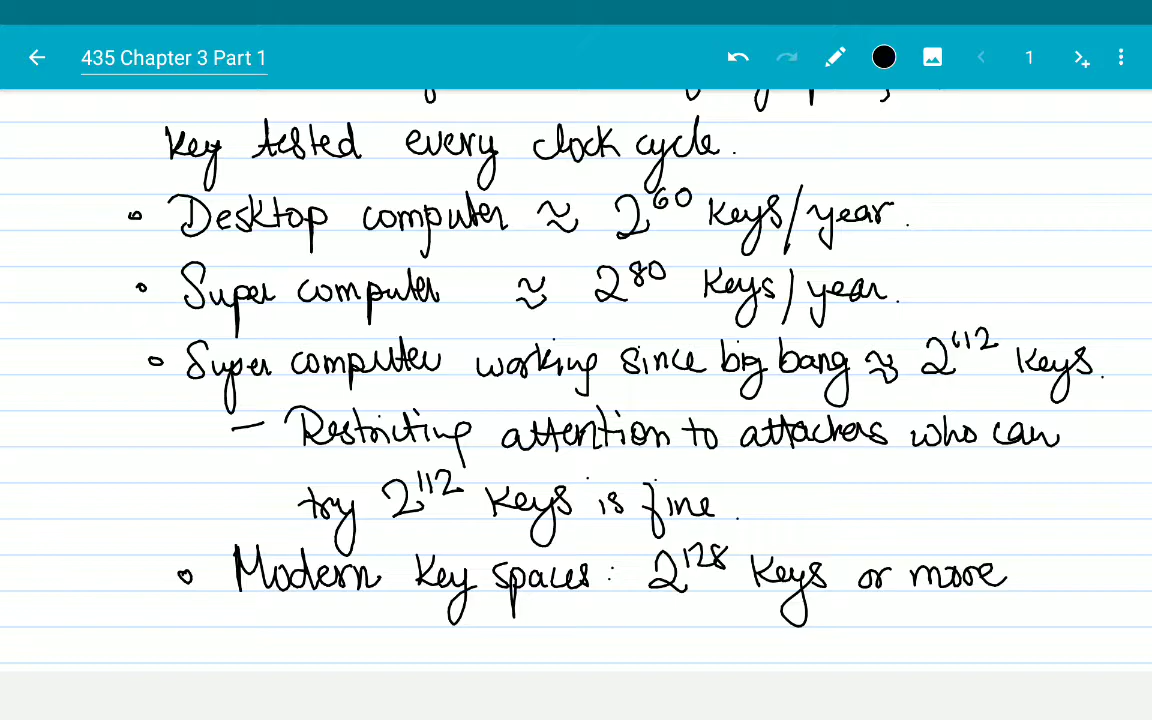 435 Chapter 3 Part 1
1
key tested every clock cycle.
• Desktop computer ≈ 2^60 keys/year.
• Super computer ≈ 2^80 keys/year.
• Super computer working since big bang ≈ 2^112 keys.
– Restricting attention to attackers who can
try 2^112 keys is fine.
• Modern key spaces: 2^128 keys or more